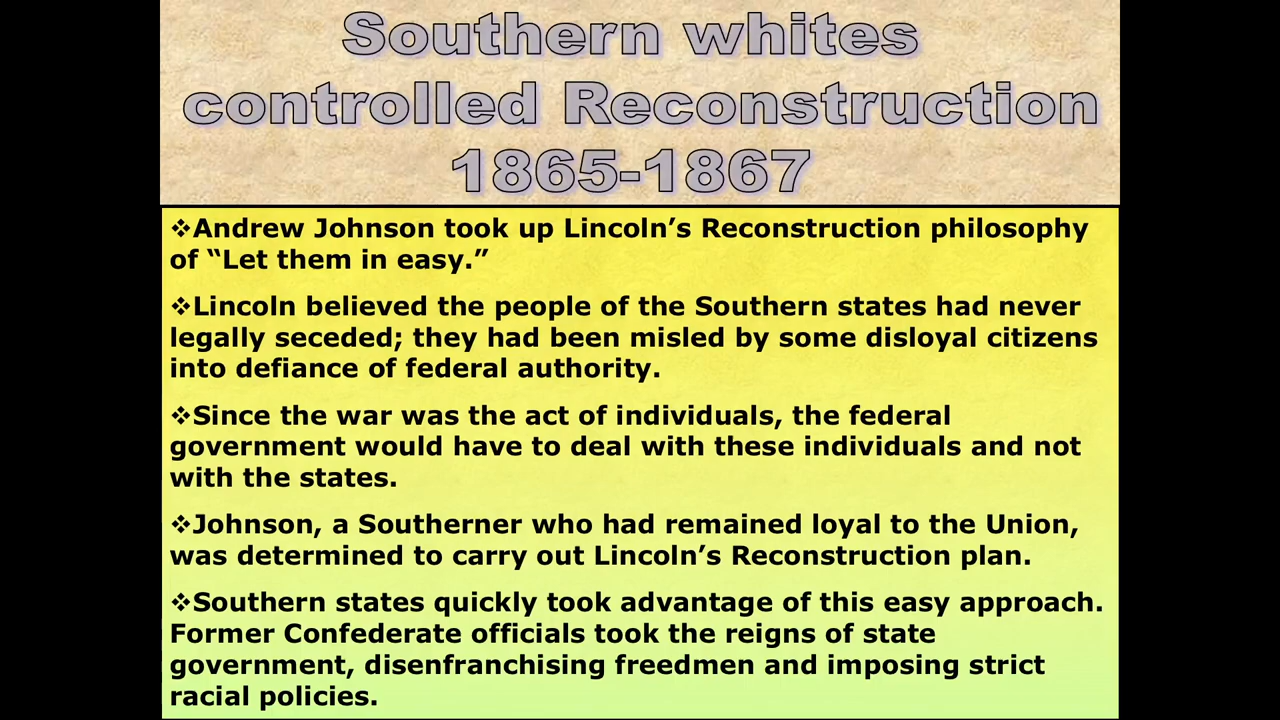 Southern whites
controlled Reconstruction
1865-1867
❖Andrew Johnson took up Lincoln’s Reconstruction philosophy
of “Let them in easy.”
❖Lincoln believed the people of the Southern states had never
legally seceded; they had been misled by some disloyal citizens
into defiance of federal authority.
❖Since the war was the act of individuals, the federal
government would have to deal with these individuals and not
with the states.
❖Johnson, a Southerner who had remained loyal to the Union,
was determined to carry out Lincoln’s Reconstruction plan.
❖Southern states quickly took advantage of this easy approach.
Former Confederate officials took the reigns of state
government, disenfranchising freedmen and imposing strict
racial policies.